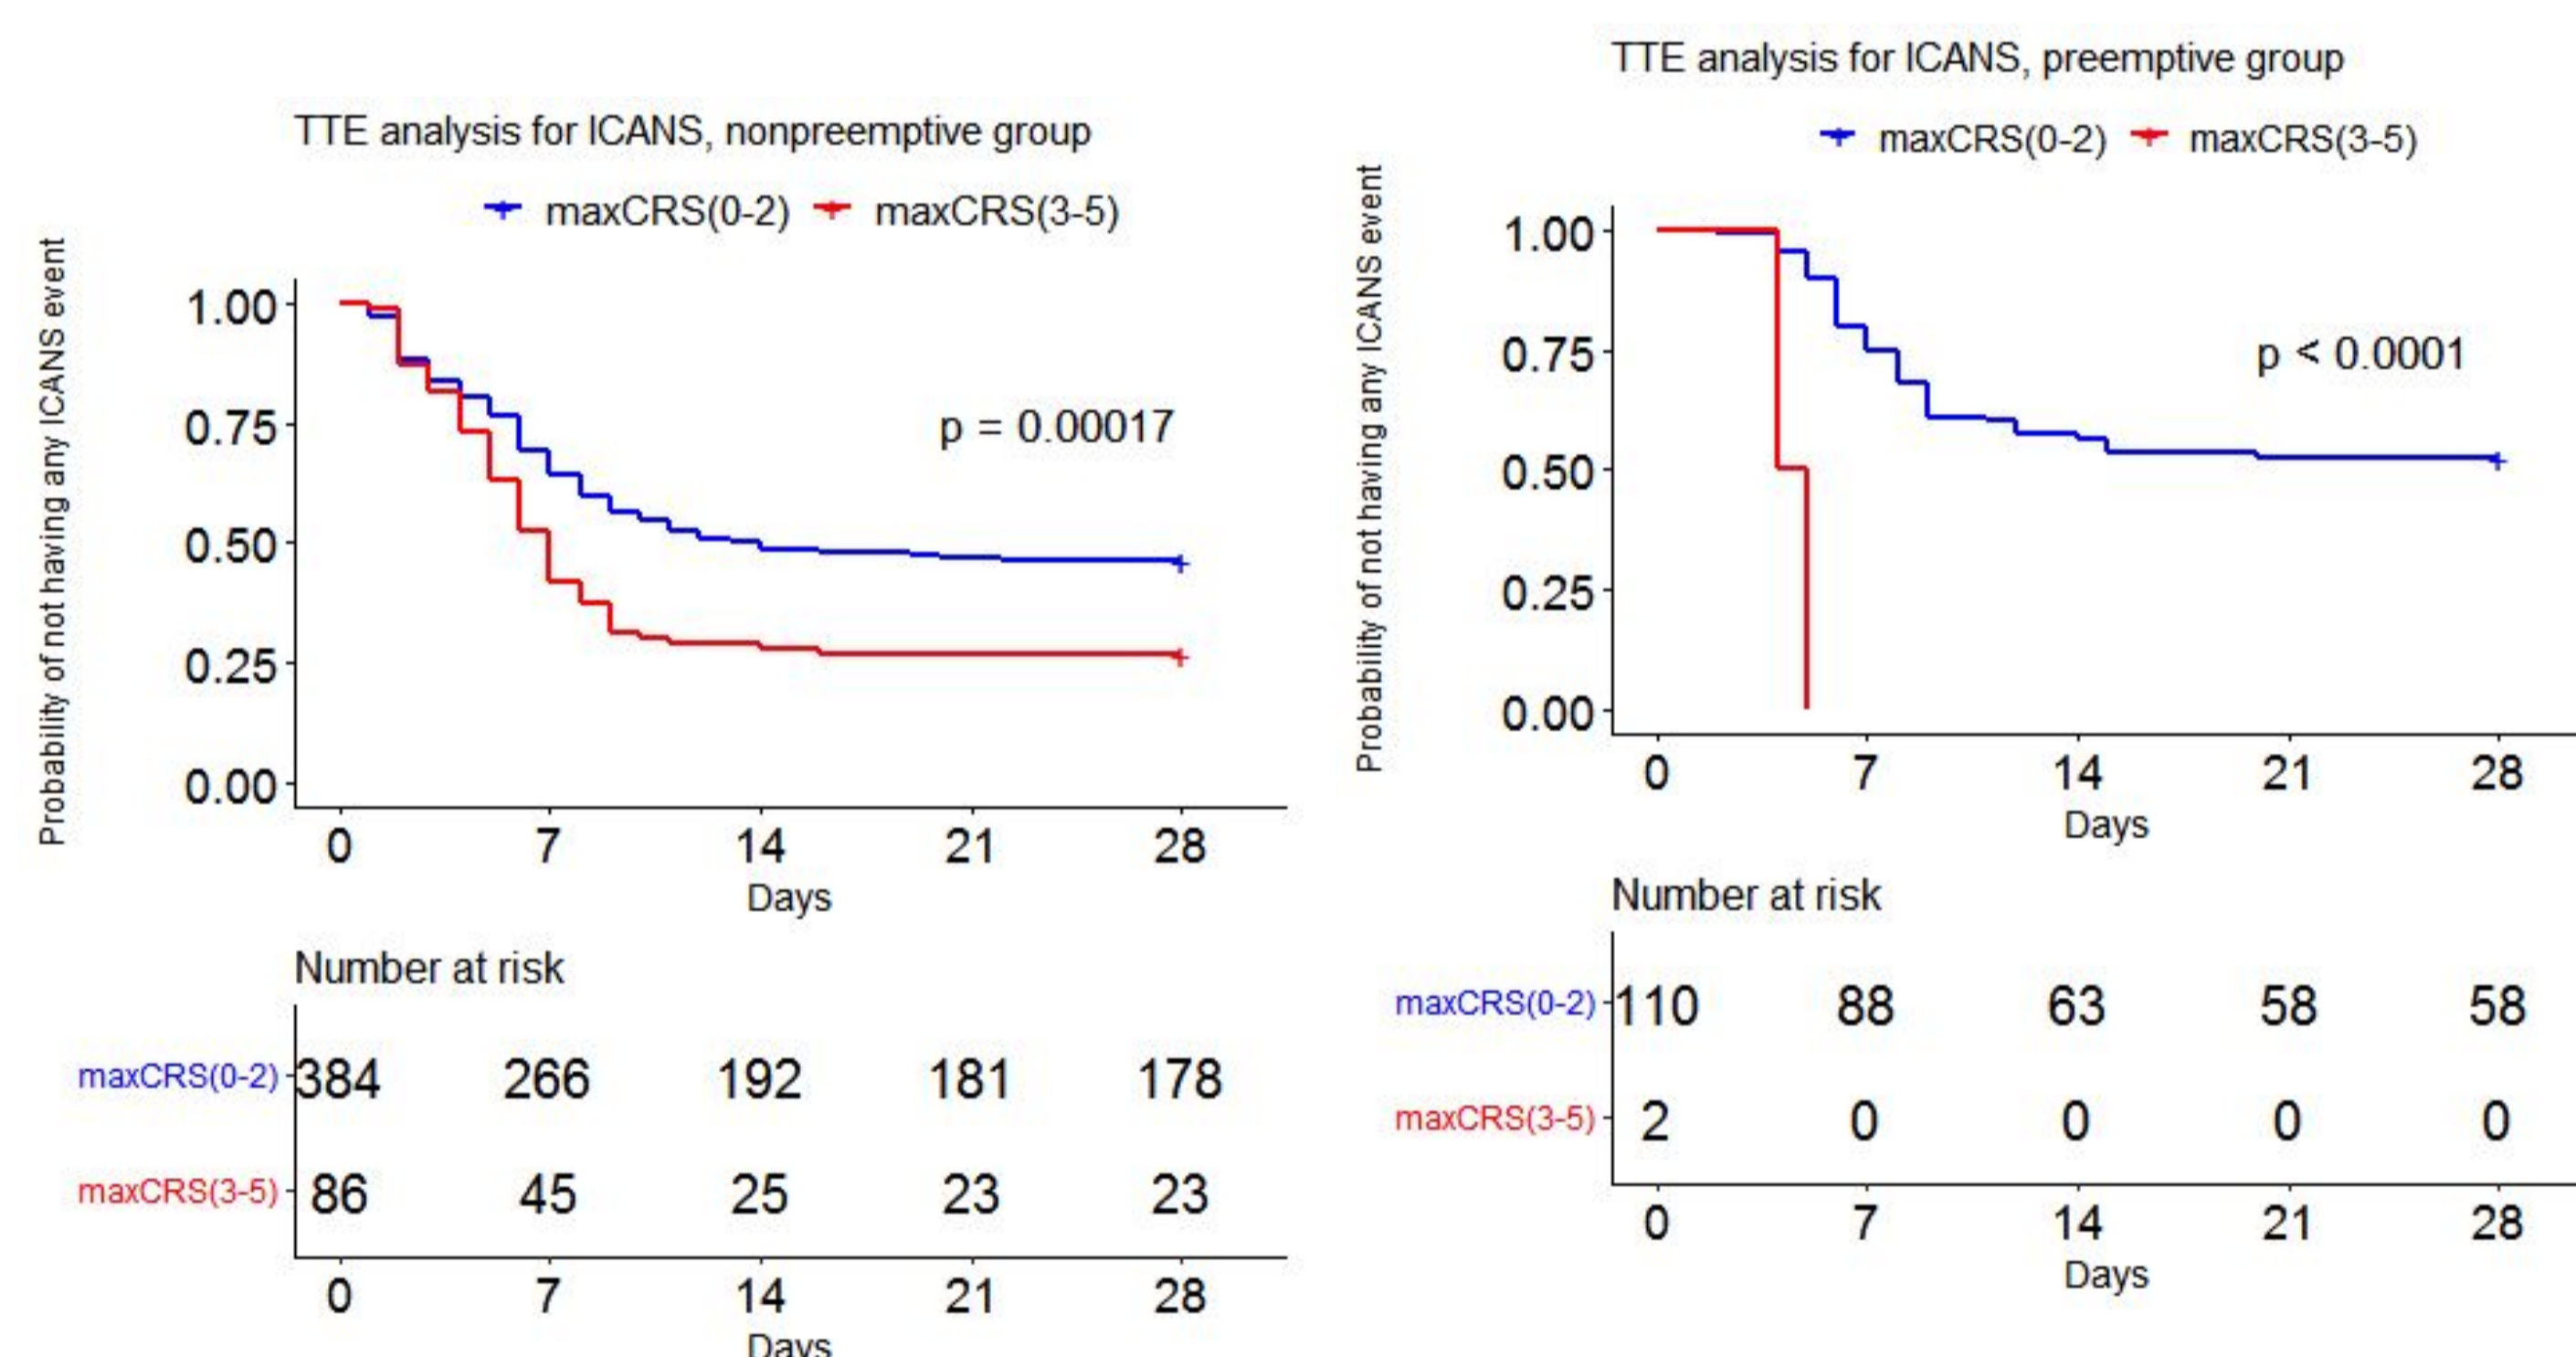 TTE analysis for ICANS, nonpreemptive group
maxCRS(0-2) maxCRS(3-5)
Probability of not having any ICANS event
1.00
0.75
0.50
0.25
0.00
p = 0.00017
0 7 14 21 28
Days
Number at risk
maxCRS(0-2) 384 266 192 181 178
maxCRS(3-5) 86 45 25 23 23
0 7 14 21 28
Days
TTE analysis for ICANS, preemptive group
maxCRS(0-2) maxCRS(3-5)
Probability of not having any ICANS event
1.00
0.75
0.50
0.25
0.00
p < 0.0001
0 7 14 21 28
Days
Number at risk
maxCRS(0-2) 110 88 63 58 58
maxCRS(3-5) 2 0 0 0 0
0 7 14 21 28
Days